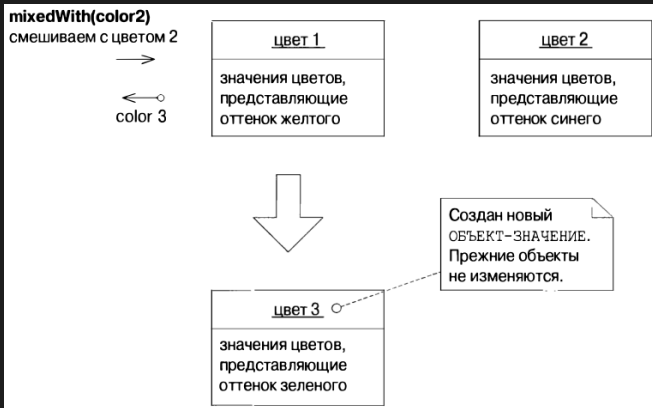 mixedWith(color2)
смешиваем с цветом 2
color 3
цвет 1
значения цветов,
представляющие
оттенок желтого
цвет 2
значения цветов,
представляющие
оттенок синего
Создан новый
ОБЪЕКТ-ЗНАЧЕНИЕ.
Прежние объекты
не изменяются.
цвет 3
значения цветов,
представляющие
оттенок зеленого